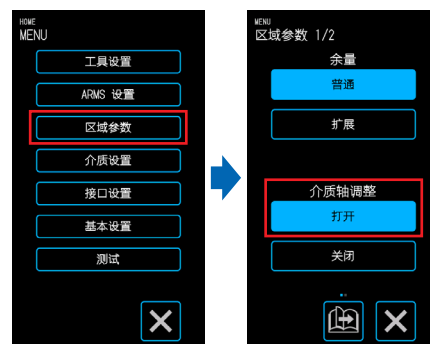 HOME
MENU
工具设置
ARMS 设置
区域参数
介质设置
接口设置
基本设置
测试
MENU
区域参数 1/2
余量
普通
扩展
介质轴调整
打开
关闭